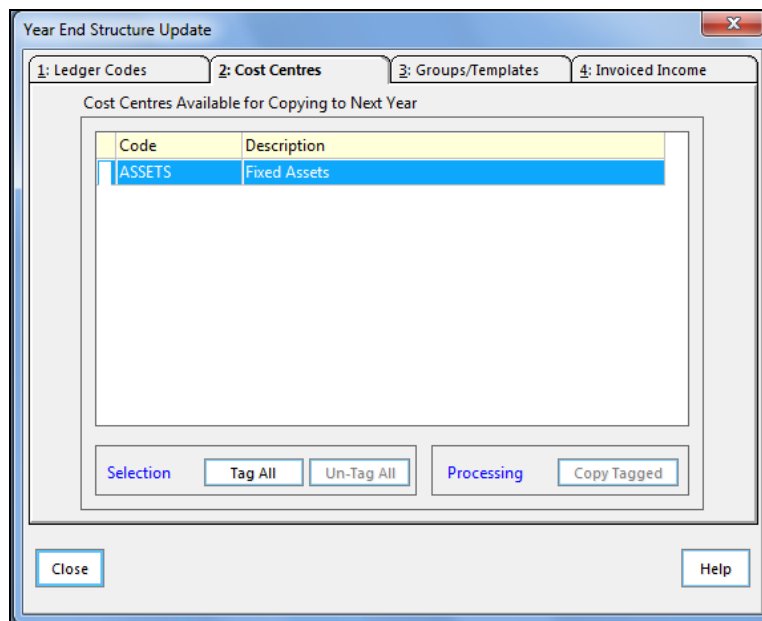 Year End Structure Update
x
1: Ledger Codes 2: Cost Centres 3: Groups/Templates 4: Invoiced Income
Cost Centres Available for Copying to Next Year
Code Description
ASSETS Fixed Assets
Selection Tag All Un-Tag All Processing Copy Tagged
Close Help